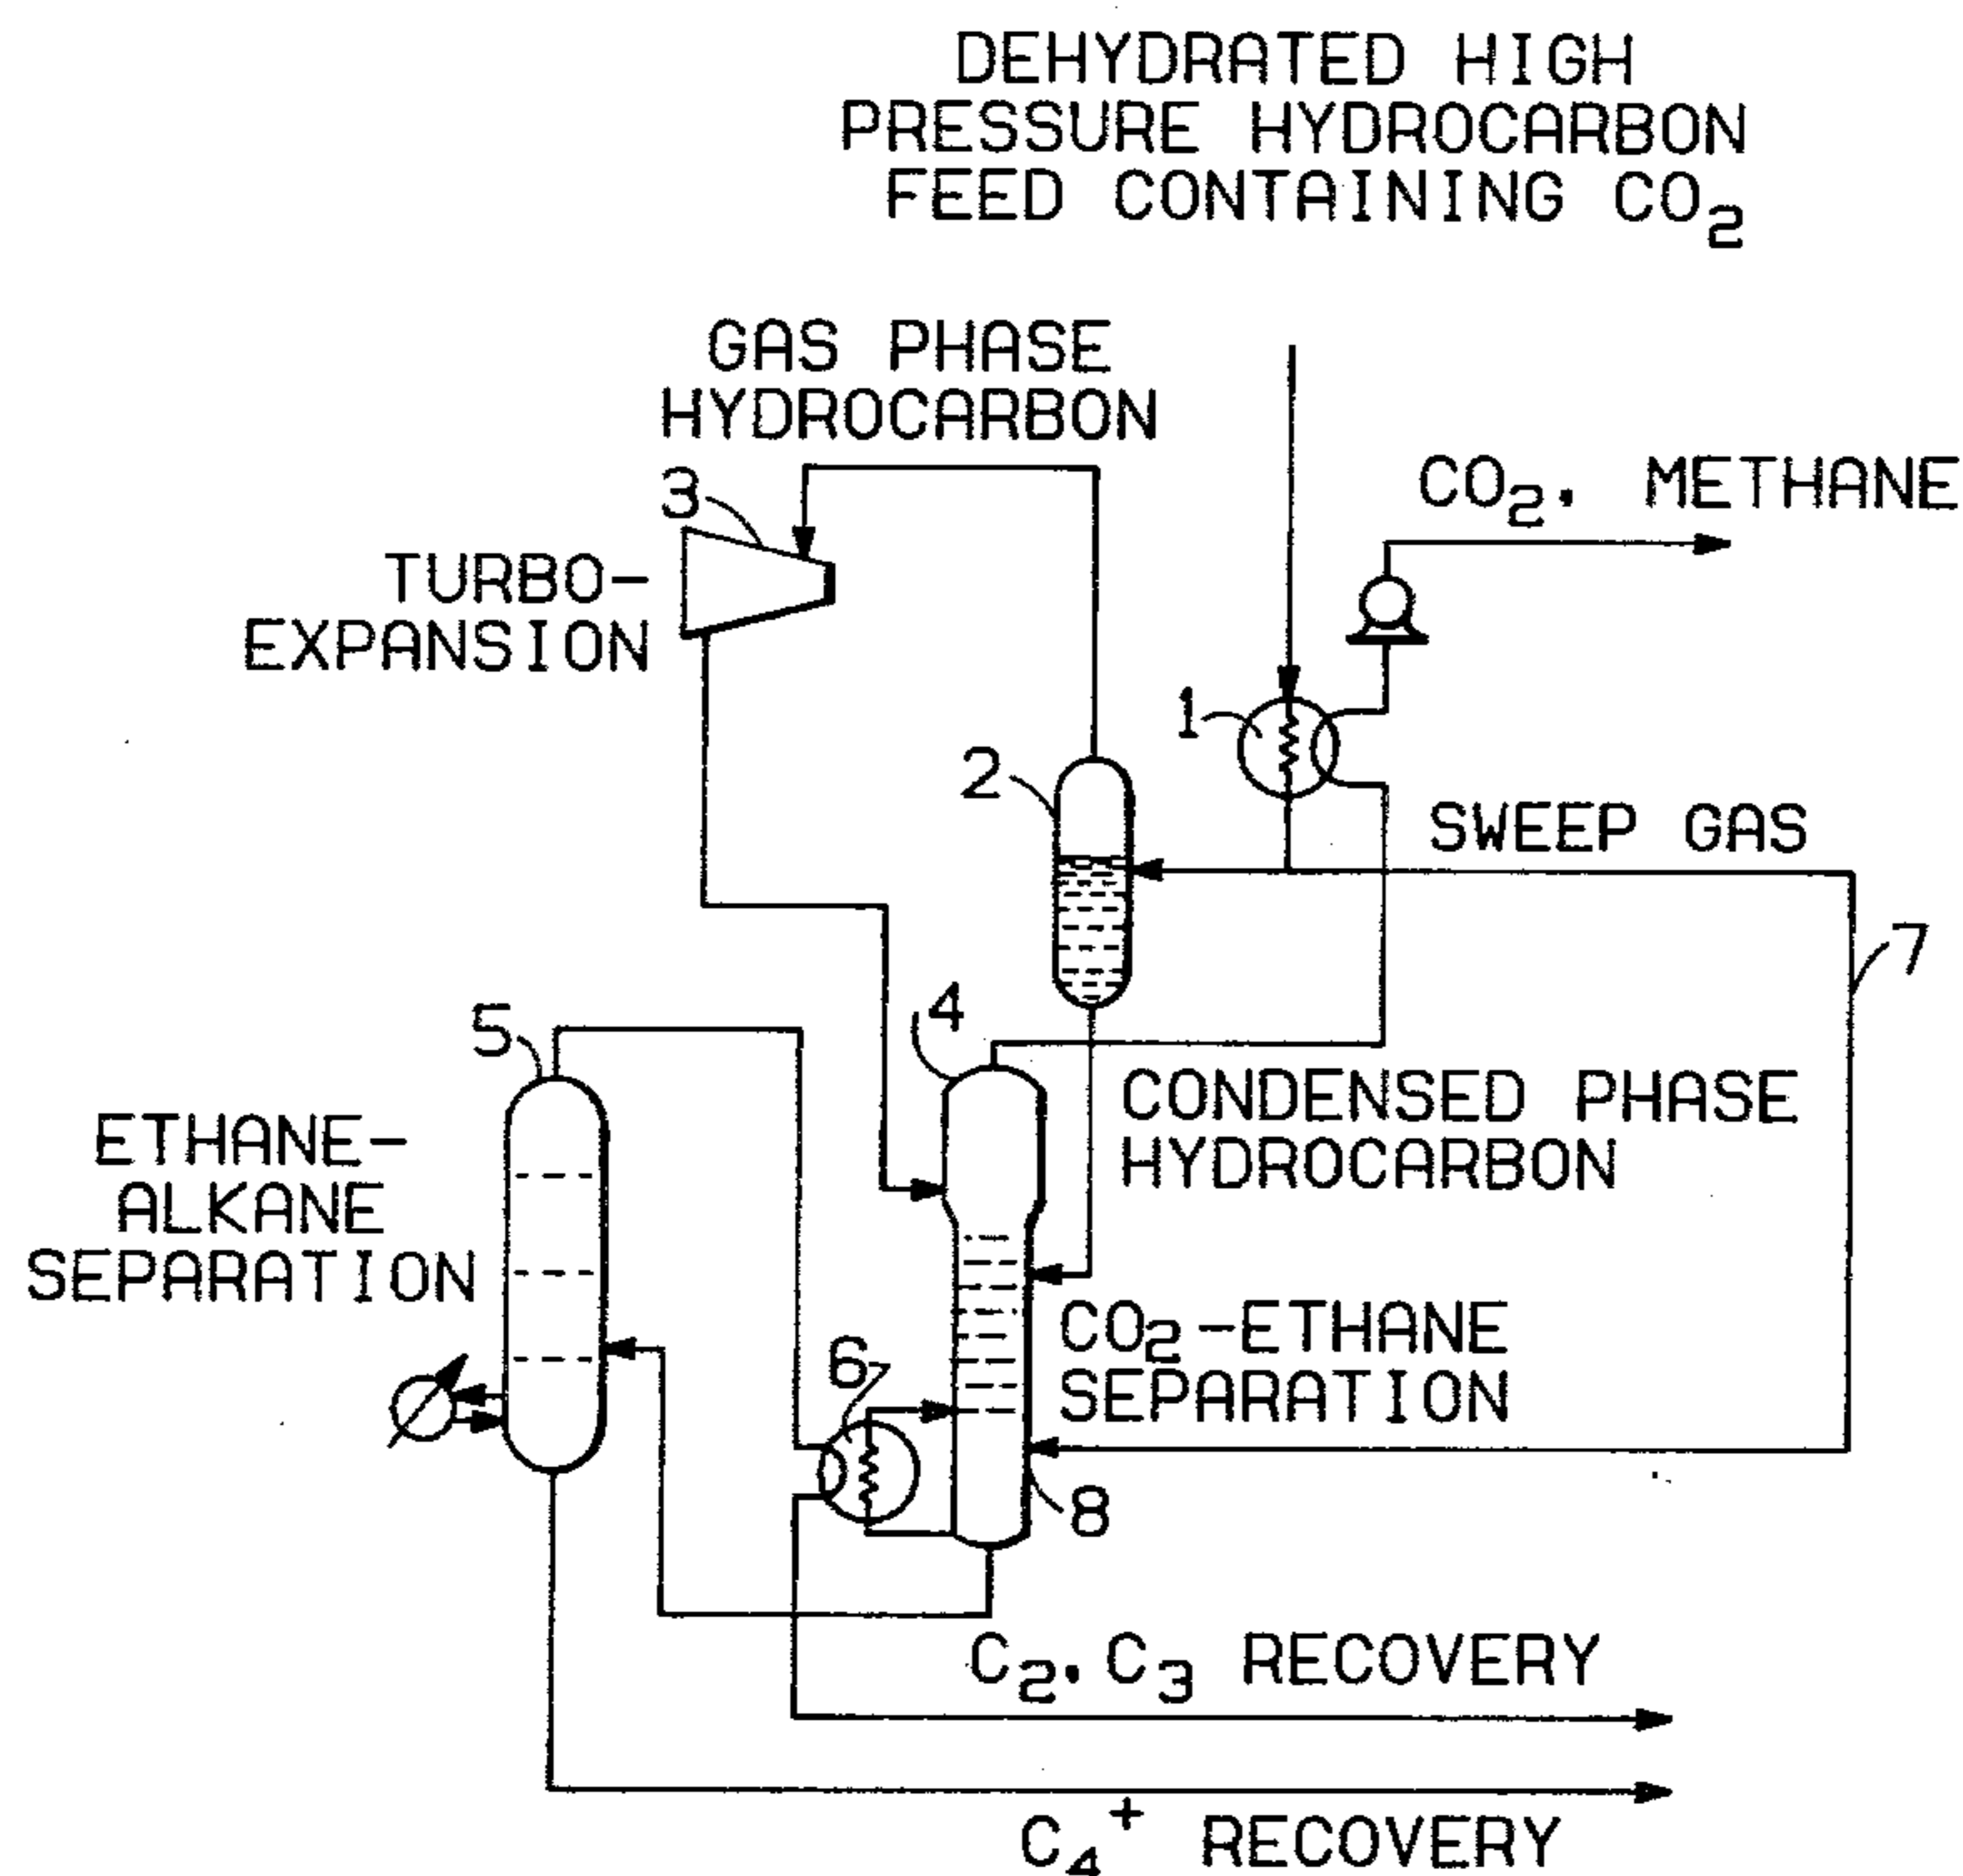 DEHYDRATED HIGH
PRESSURE HYDROCARBON
FEED CONTAINING CO₂
GAS PHASE
HYDROCARBON
3
CO₂, METHANE
TURBO-
EXPANSION
1
2
SWEEP GAS
7
4
5
CONDENSED PHASE
HYDROCARBON
ETHANE-
ALKANE
SEPARATION
CO₂-ETHANE
SEPARATION
6
8
C₂, C₃ RECOVERY
C₄⁺ RECOVERY